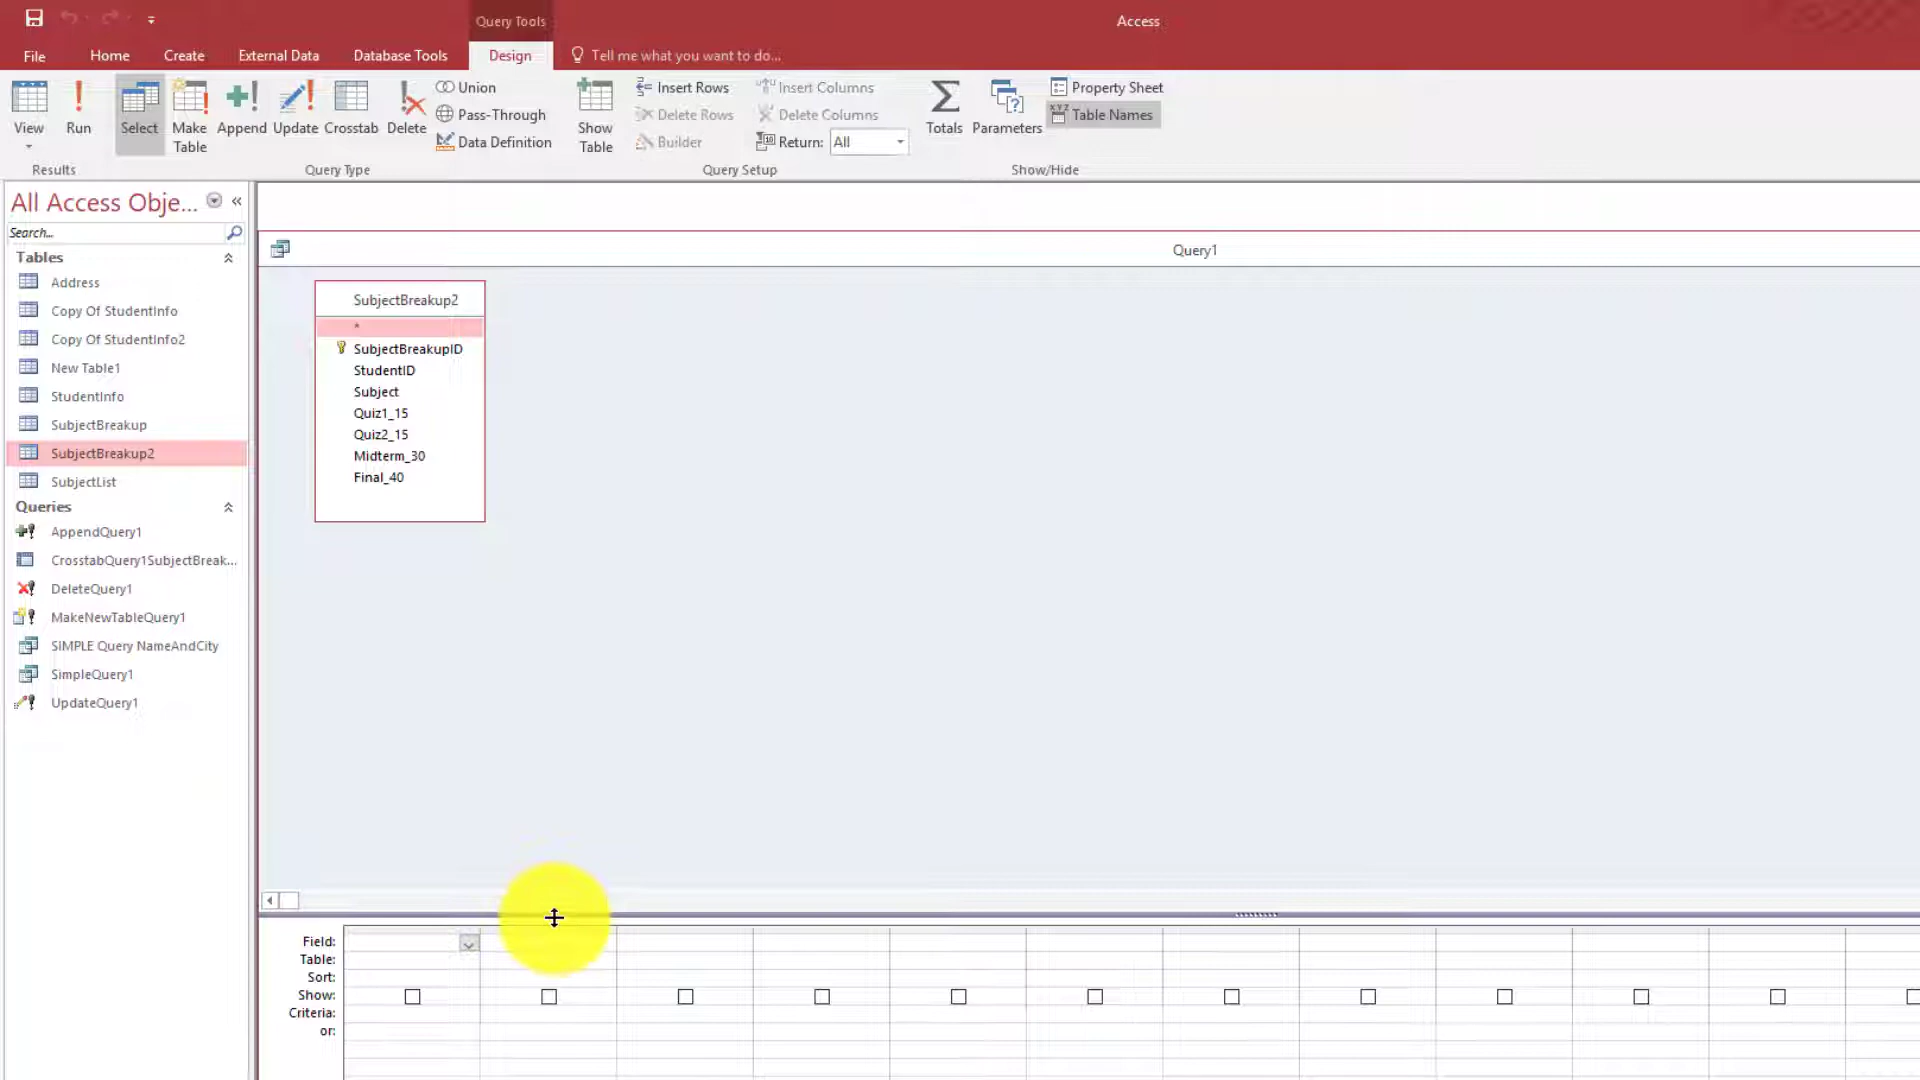 Query Tools
Access
File Home Create External Data Database Tools Design Tell me what you want to do...
View Run Select Make Table Append Update Crosstab Delete
Union
Pass-Through
Data Definition
Show Table
Insert Rows
Delete Rows
Builder
Insert Columns
Delete Columns
Return: All
Totals Parameters
Property Sheet
Table Names
Results Query Type Query Setup Show/Hide
All Access Obje...
Search...
Tables
Address
Copy Of StudentInfo
Copy Of StudentInfo2
New Table1
StudentInfo
SubjectBreakup
SubjectBreakup2
SubjectList
Queries
AppendQuery1
CrosstabQuery1SubjectBreak...
DeleteQuery1
MakeNewTableQuery1
SIMPLE Query NameAndCity
SimpleQuery1
UpdateQuery1
Query1
SubjectBreakup2
*
SubjectBreakupID
StudentID
Subject
Quiz1_15
Quiz2_15
Midterm_30
Final_40
Field:
Table:
Sort:
Show:
Criteria:
or: